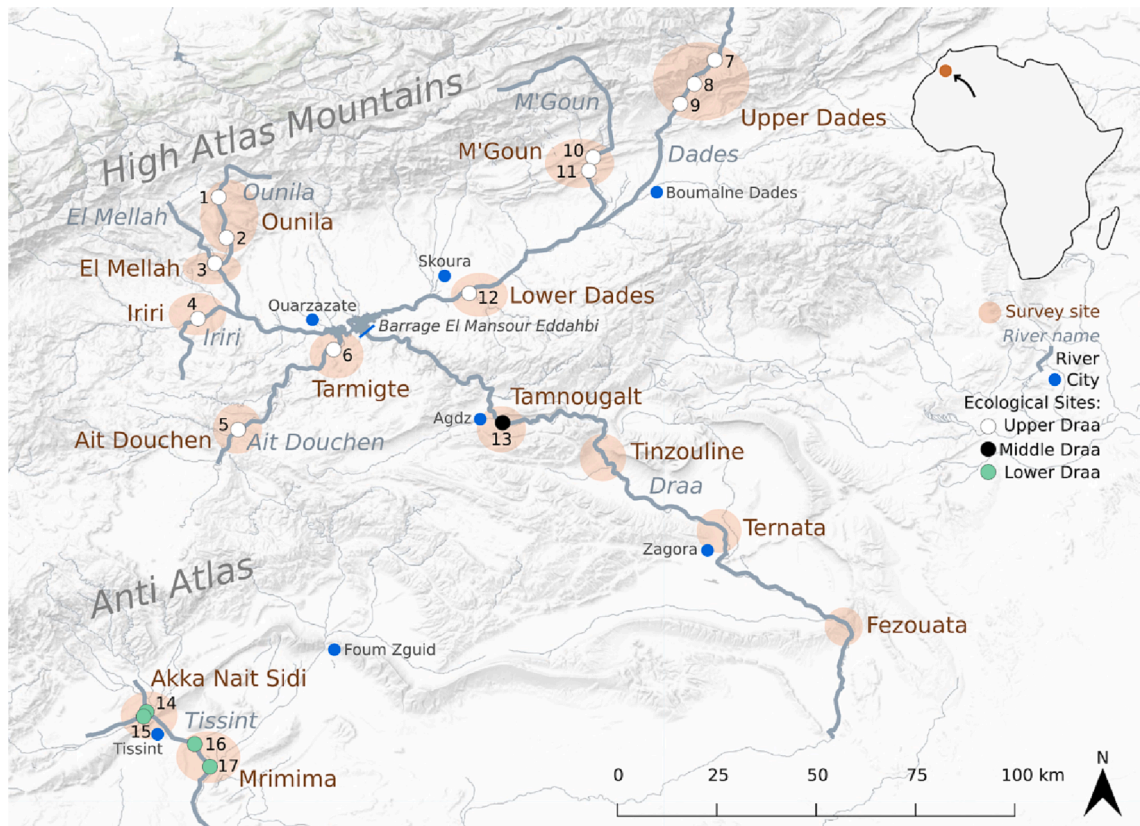 7
8
9
Upper Dades
High Atlas Mountains
M'Goun
M'Goun
10
11
Dades
Boumalne Dades
1
Ounila
El Mellah
Ounila
2
El Mellah
3
Skoura
12
Lower Dades
Iriri
4
Iriri
Ouarzazate
Barrage El Mansour Eddahbi
6
Tarmigte
Survey site
River name
River
City
Ecological Sites:
Upper Draa
Middle Draa
Lower Draa
Tamnougalt
Agdz
13
5
Ait Douchen
Ait Douchen
Tinzouline
Draa
Ternata
Zagora
Anti Atlas
Fezouata
Foum Zguid
Akka Nait Sidi
14
15
Tissint
Tissint
16
17
Mrimima
0 25 50 75 100 km
N